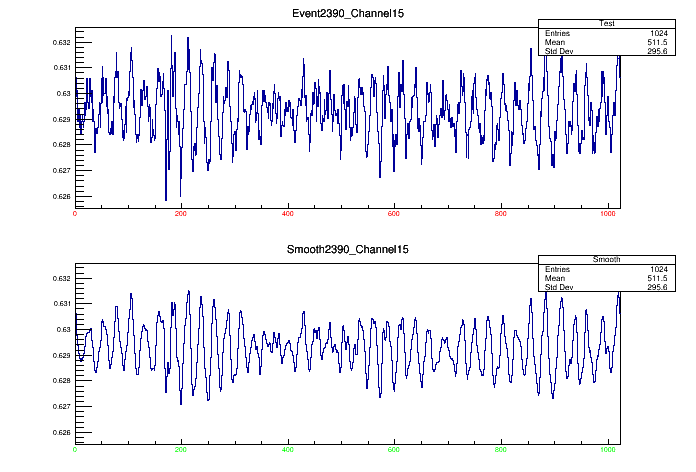 Event2390_Channel15
Test
Entries 1024
Mean 511.5
Std Dev 295.6
0.632
0.631
0.63
0.629
0.628
0.627
0.626
0 200 400 600 800 1000
Smooth2390_Channel15
Smooth
Entries 1024
Mean 511.5
Std Dev 295.6
0.632
0.631
0.63
0.629
0.628
0.627
0.626
0 200 400 600 800 1000